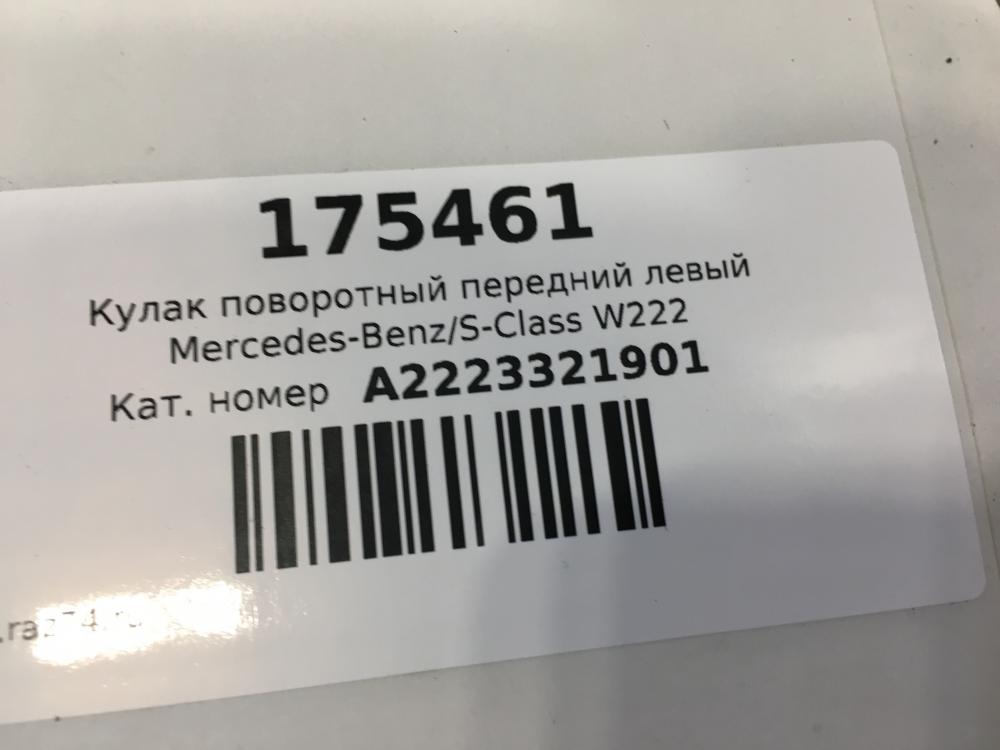 175461
Кулак поворотный передний левый
Mercedes-Benz/S-Class W222
Кат. номер A2223321901